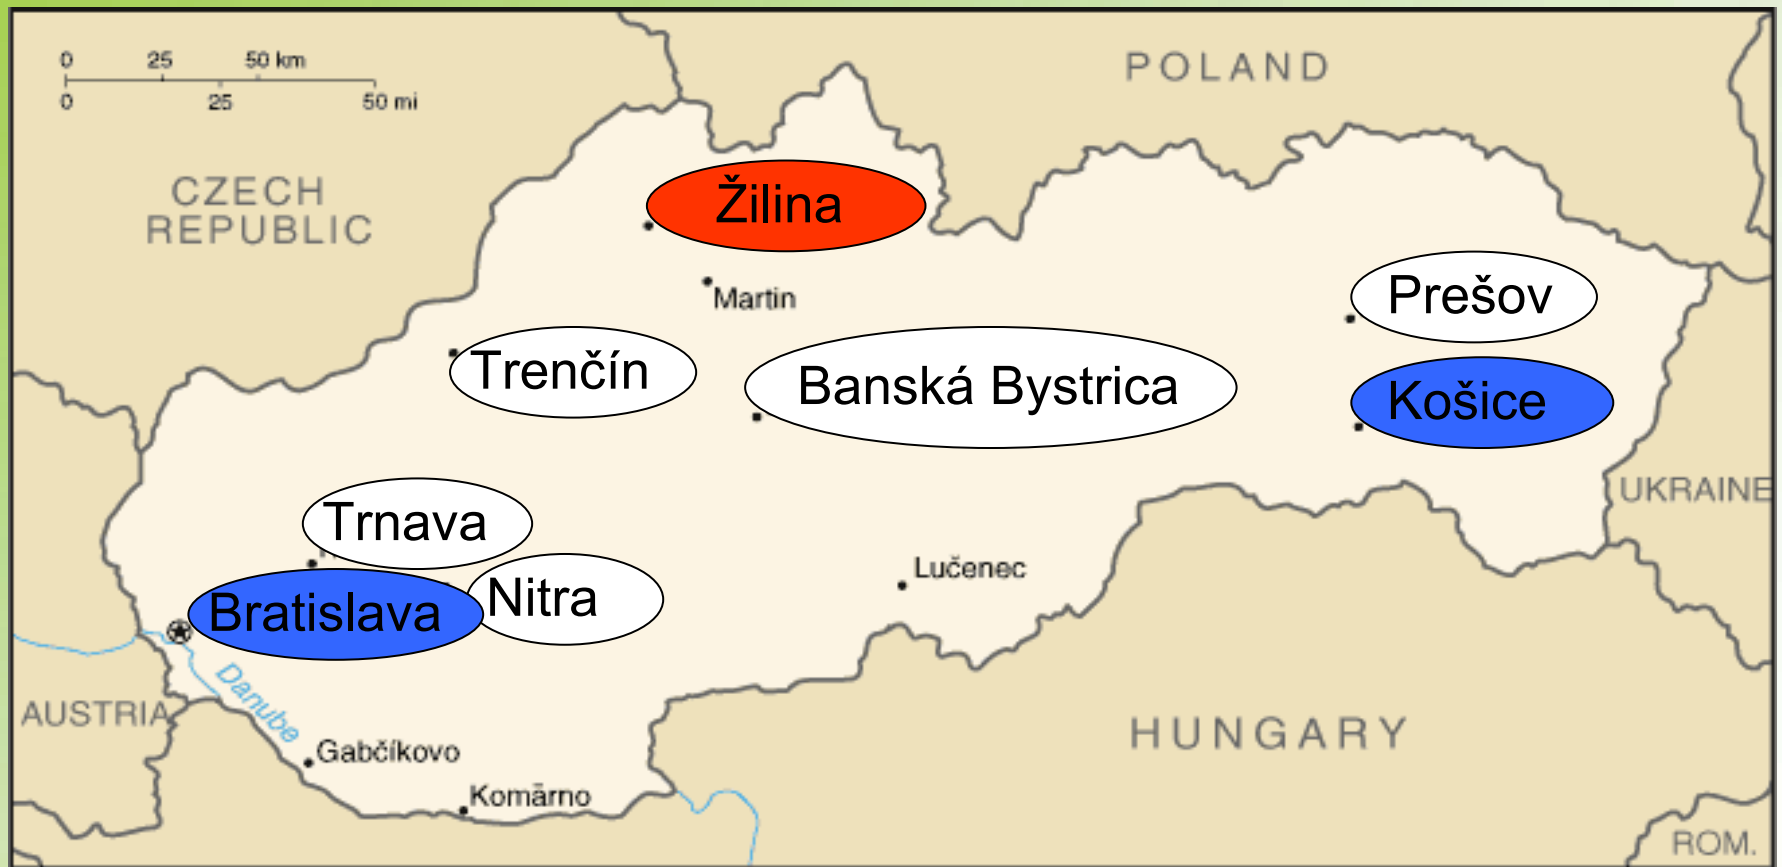 0 25 50 km
0 25 50 mi
POLAND
CZECH
REPUBLIC
Žilina
Martin
Prešov
Trenčín
Banská Bystrica
Košice
UKRAINE
Trnava
Nitra
Bratislava
Lučenec
Danube
AUSTRIA
HUNGARY
Gabčíkovo
Komārno
ROM.